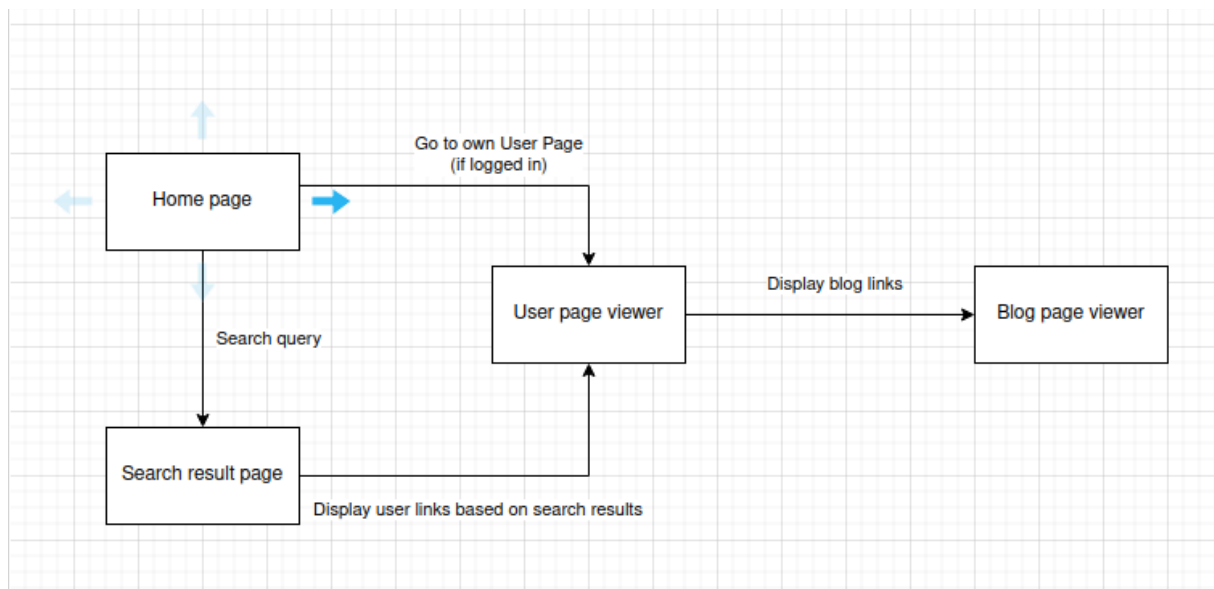 Go to own User Page
(if logged in)
Home page
Display blog links
User page viewer
Blog page viewer
Search query
Search result page
Display user links based on search results